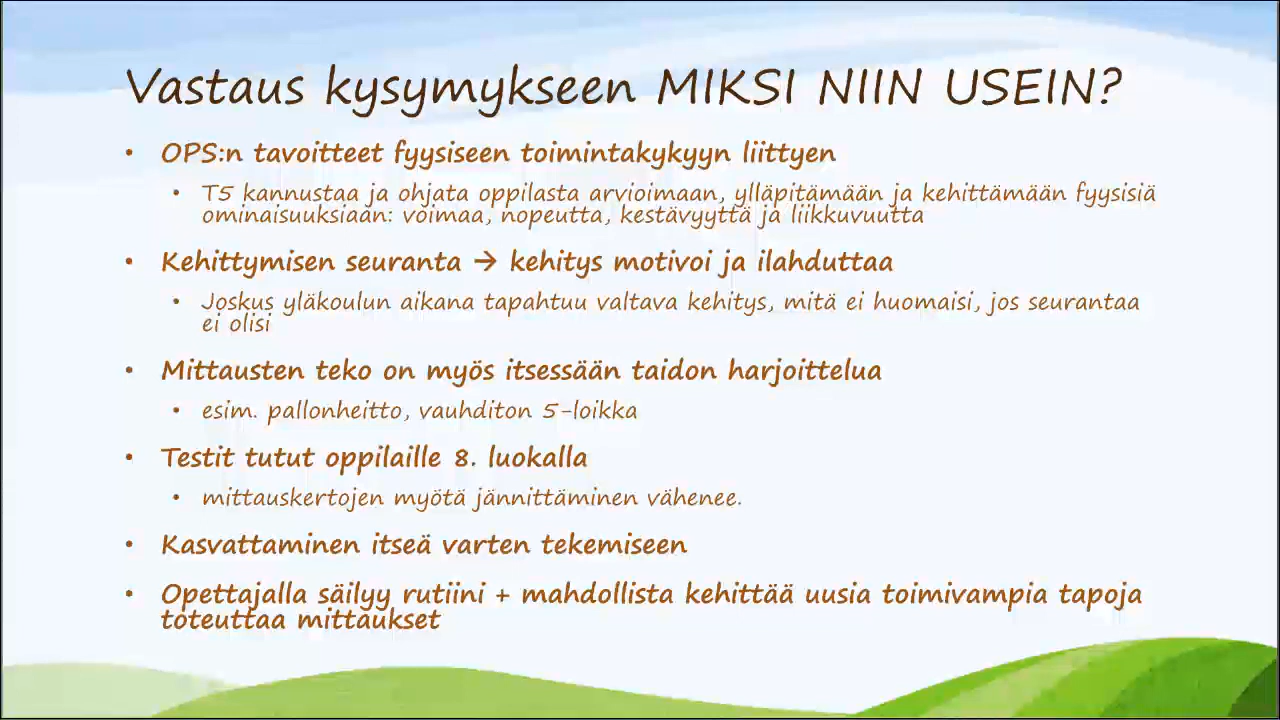 Vastaus kysymykseen MIKSI NIIN USEIN?
• OPS:n tavoitteet fyysiseen toimintakykyyn liittyen
• T5 kannustaa ja ohjata oppilasta arvioimaan, ylläpitämään ja kehittämään fyysisiä
ominaisuuksiaan: voimaa, nopeutta, kestävyyttä ja liikkuvuutta
• Kehittymisen seuranta → kehitys motivoi ja ilahduttaa
• Joskus yläkoulun aikana tapahtuu valtava kehitys, mitä ei huomaisi, jos seurantaa
ei olisi
• Mittausten teko on myös itsessään taidon harjoittelua
• esim. pallonheitto, vauhditon 5-loikka
• Testit tutut oppilaille 8. luokalla
• mittauskertojen myötä jännittäminen vähenee.
• Kasvattaminen itseä varten tekemiseen
• Opettajalla säilyy rutiini + mahdollista kehittää uusia toimivampia tapoja
toteuttaa mittaukset